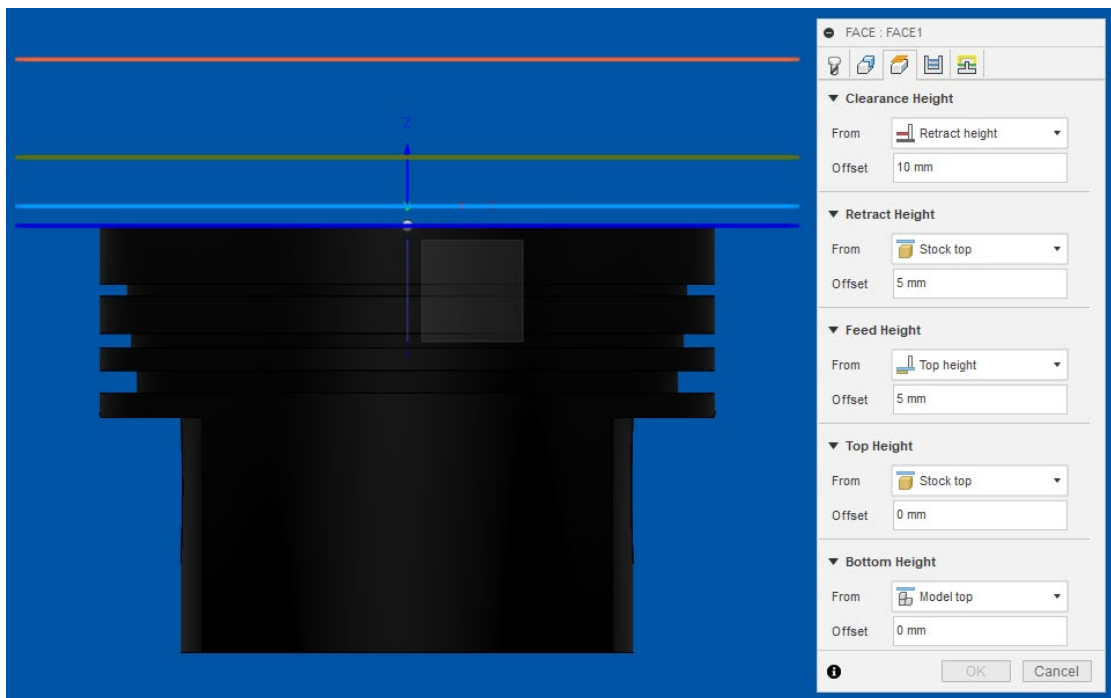 FACE : FACE1
Clearance Height
From Retract height
Offset 10 mm
Retract Height
From Stock top
Offset 5 mm
Feed Height
From Top height
Offset 5 mm
Top Height
From Stock top
Offset 0 mm
Bottom Height
From Model top
Offset 0 mm
OK Cancel
Z